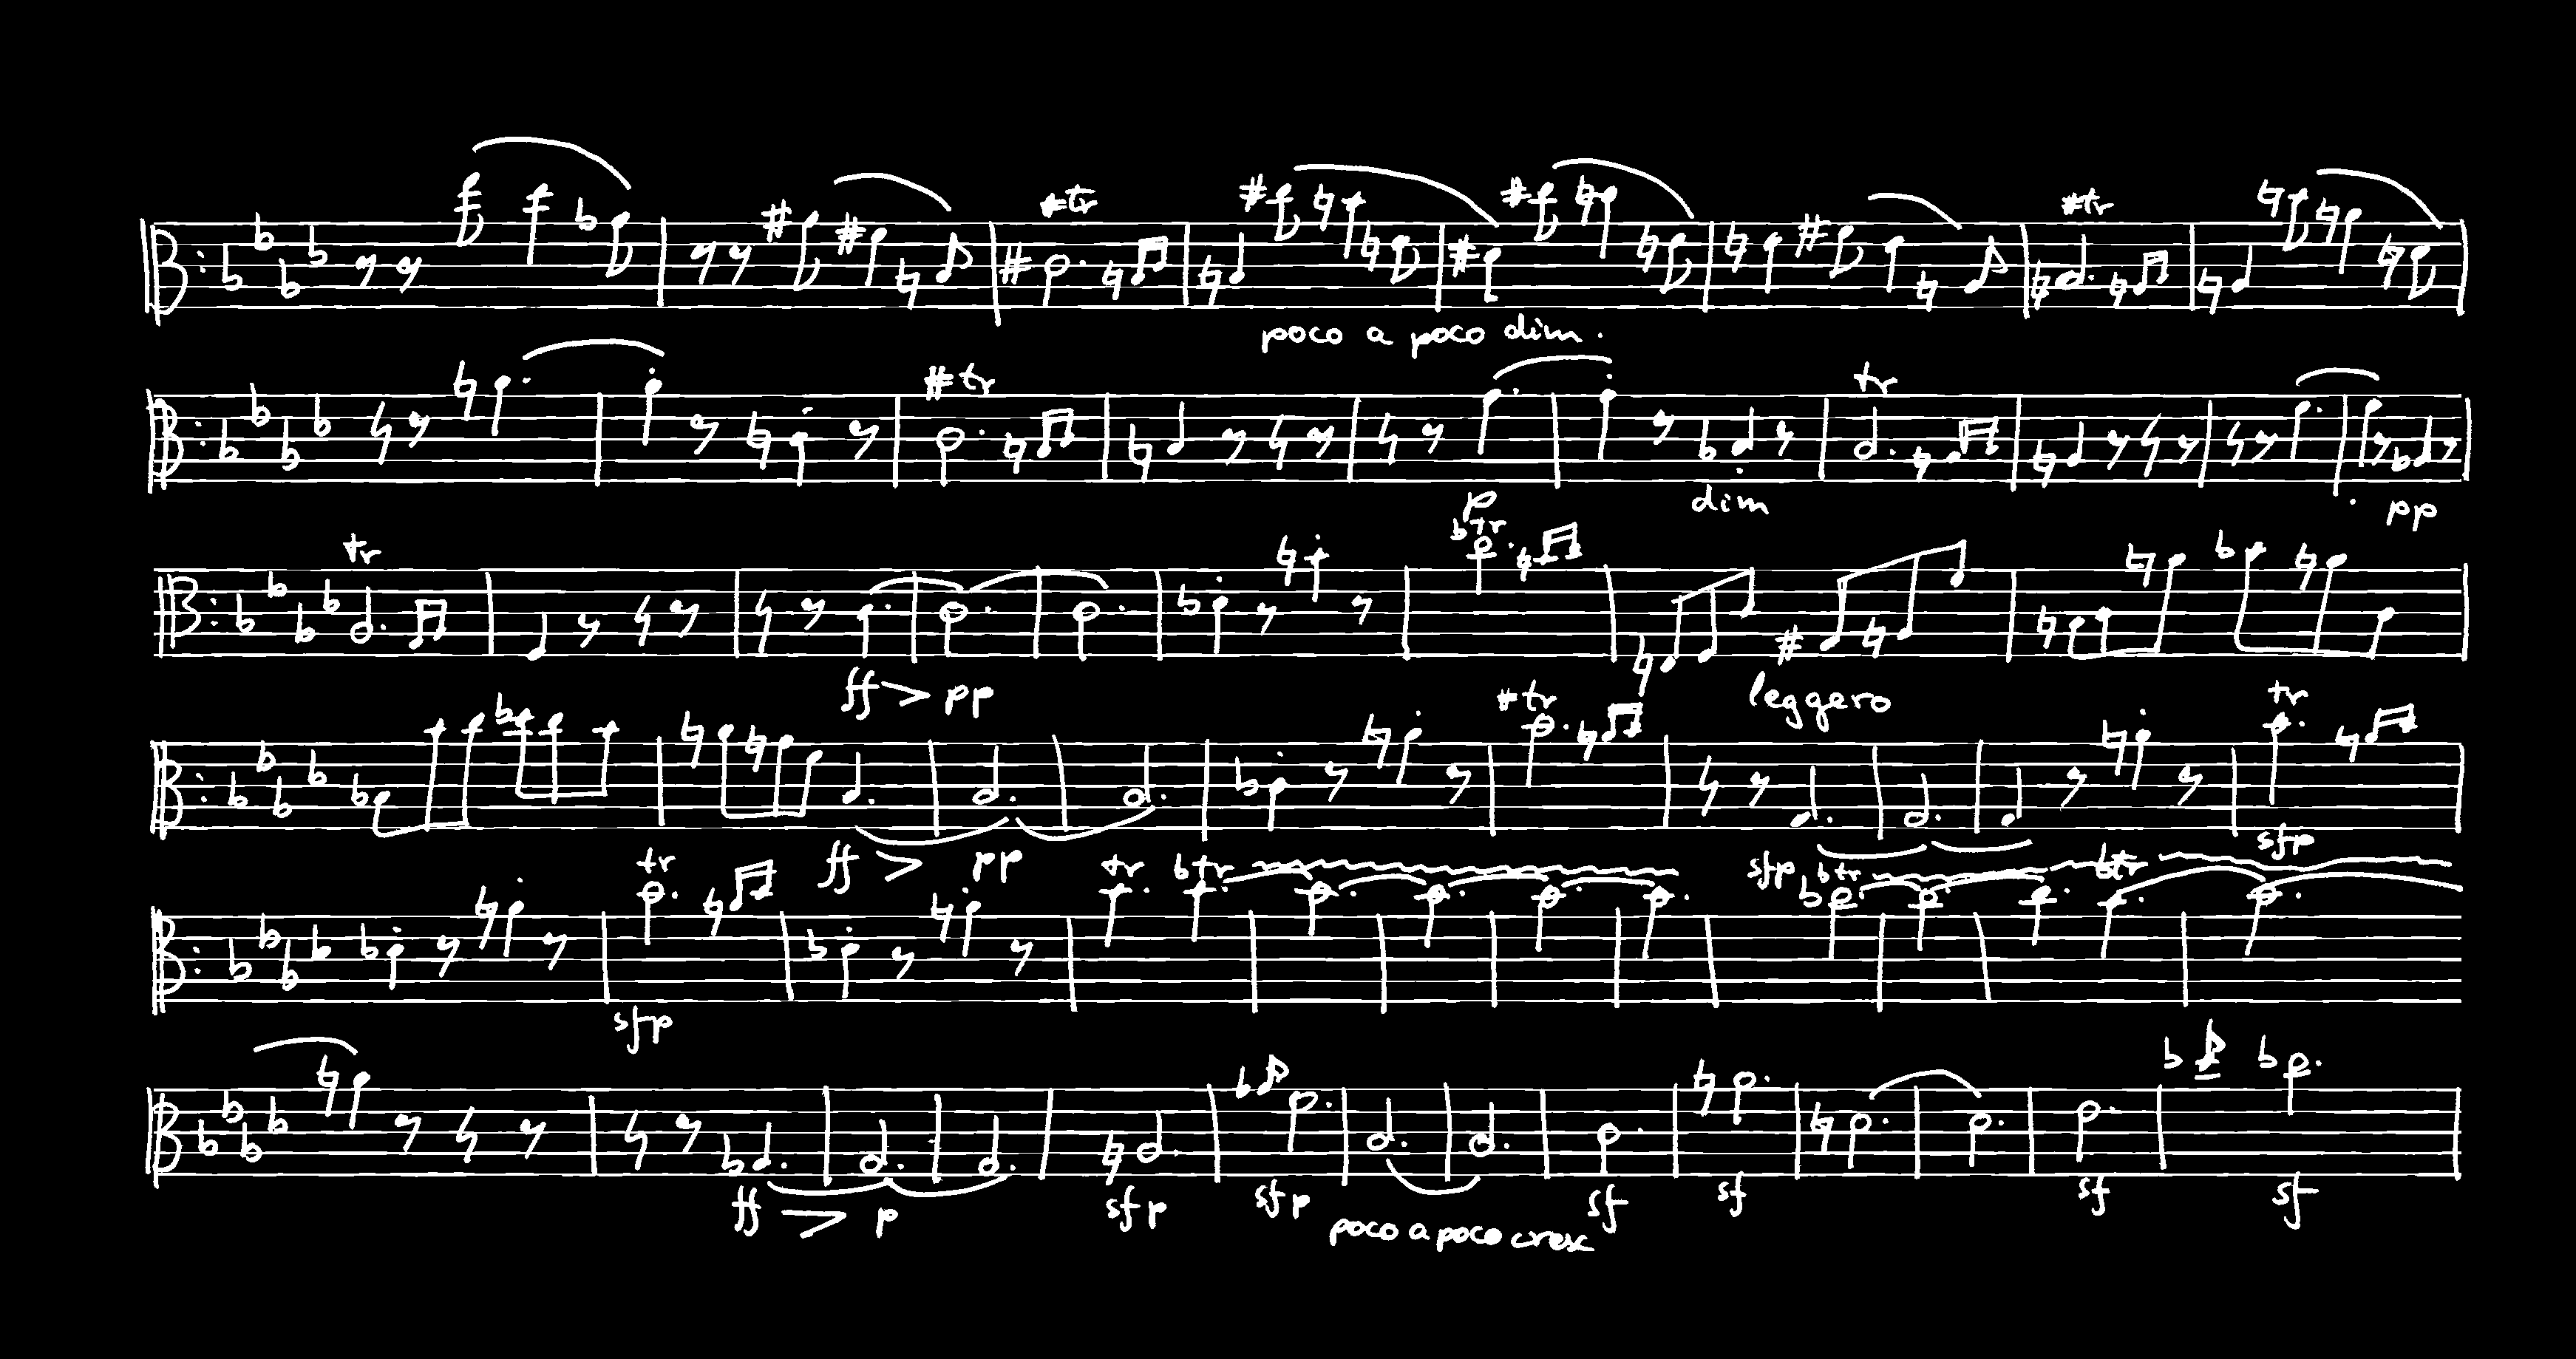 tr
tr
poco a poco dim.
tr
tr
p
dim
pp
tr
tr
ff > pp
leggero
tr
tr
ff > pp
sfp
tr
tr
tr
sfp
tr
tr
sfp
ff > p
sfp
sfp
poco a poco cresc
sf
sf
sf
sf